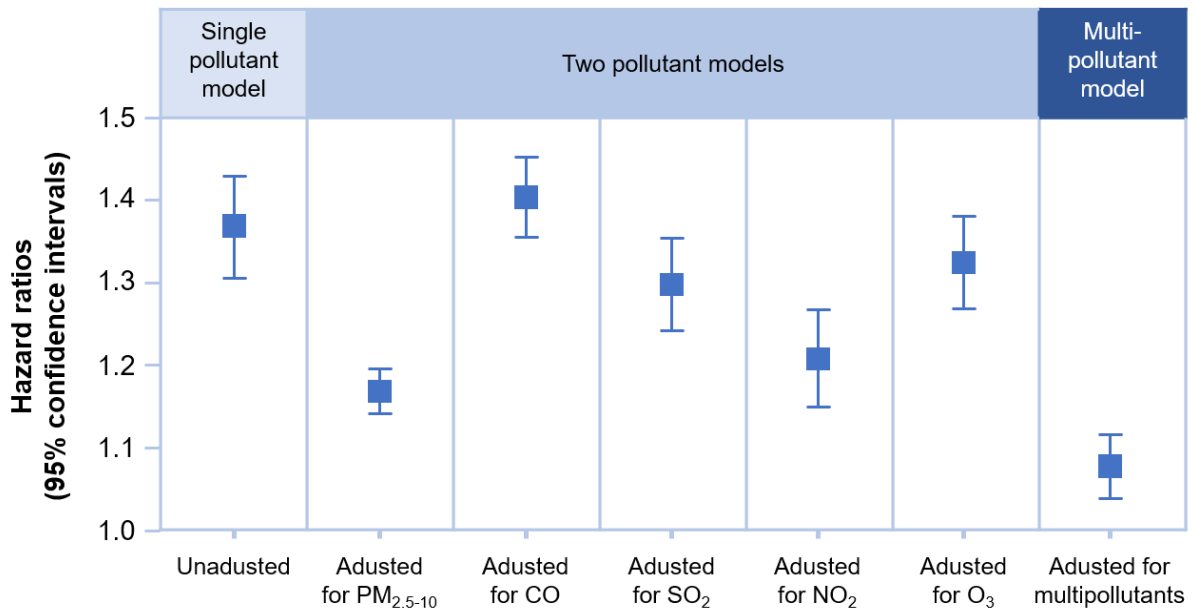 Single
pollutant
model
Two pollutant models
Multi-
pollutant
model
Hazard ratios
(95% confidence intervals)
1.5
1.4
1.3
1.2
1.1
1.0
Unadusted
Adusted
for PM₂.₅₋₁₀
Adusted
for CO
Adusted
for SO₂
Adusted
for NO₂
Adusted
for O₃
Adusted for
multipollutants